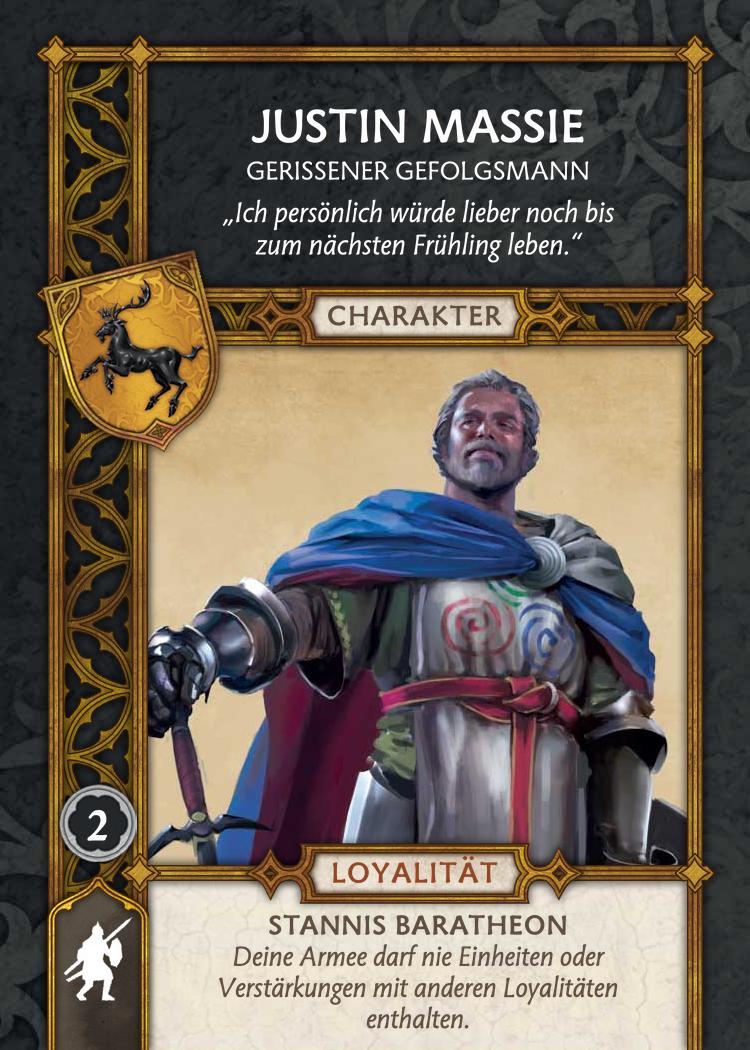 JUSTIN MASSIE
GERISSENER GEFOLGSMANN
„Ich persönlich würde lieber noch bis
zum nächsten Frühling leben.“
CHARAKTER
2
LOYALITÄT
STANNIS BARATHEON
Deine Armee darf nie Einheiten oder
Verstärkungen mit anderen Loyalitäten
enthalten.